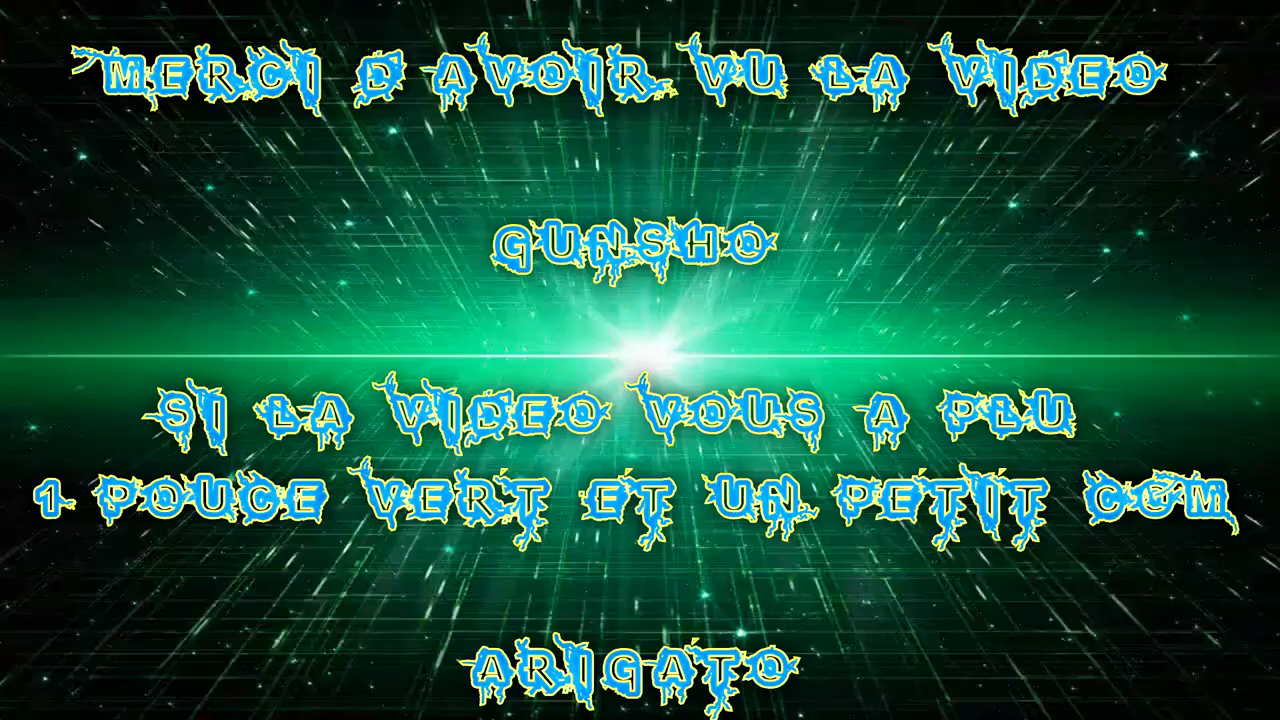 MERCI D AVOIR VU LA VIDEO
GUNSHO
SI LA VIDEO VOUS A PLU
1 POUCE VERT ET UN PETIT COM
ARIGATO